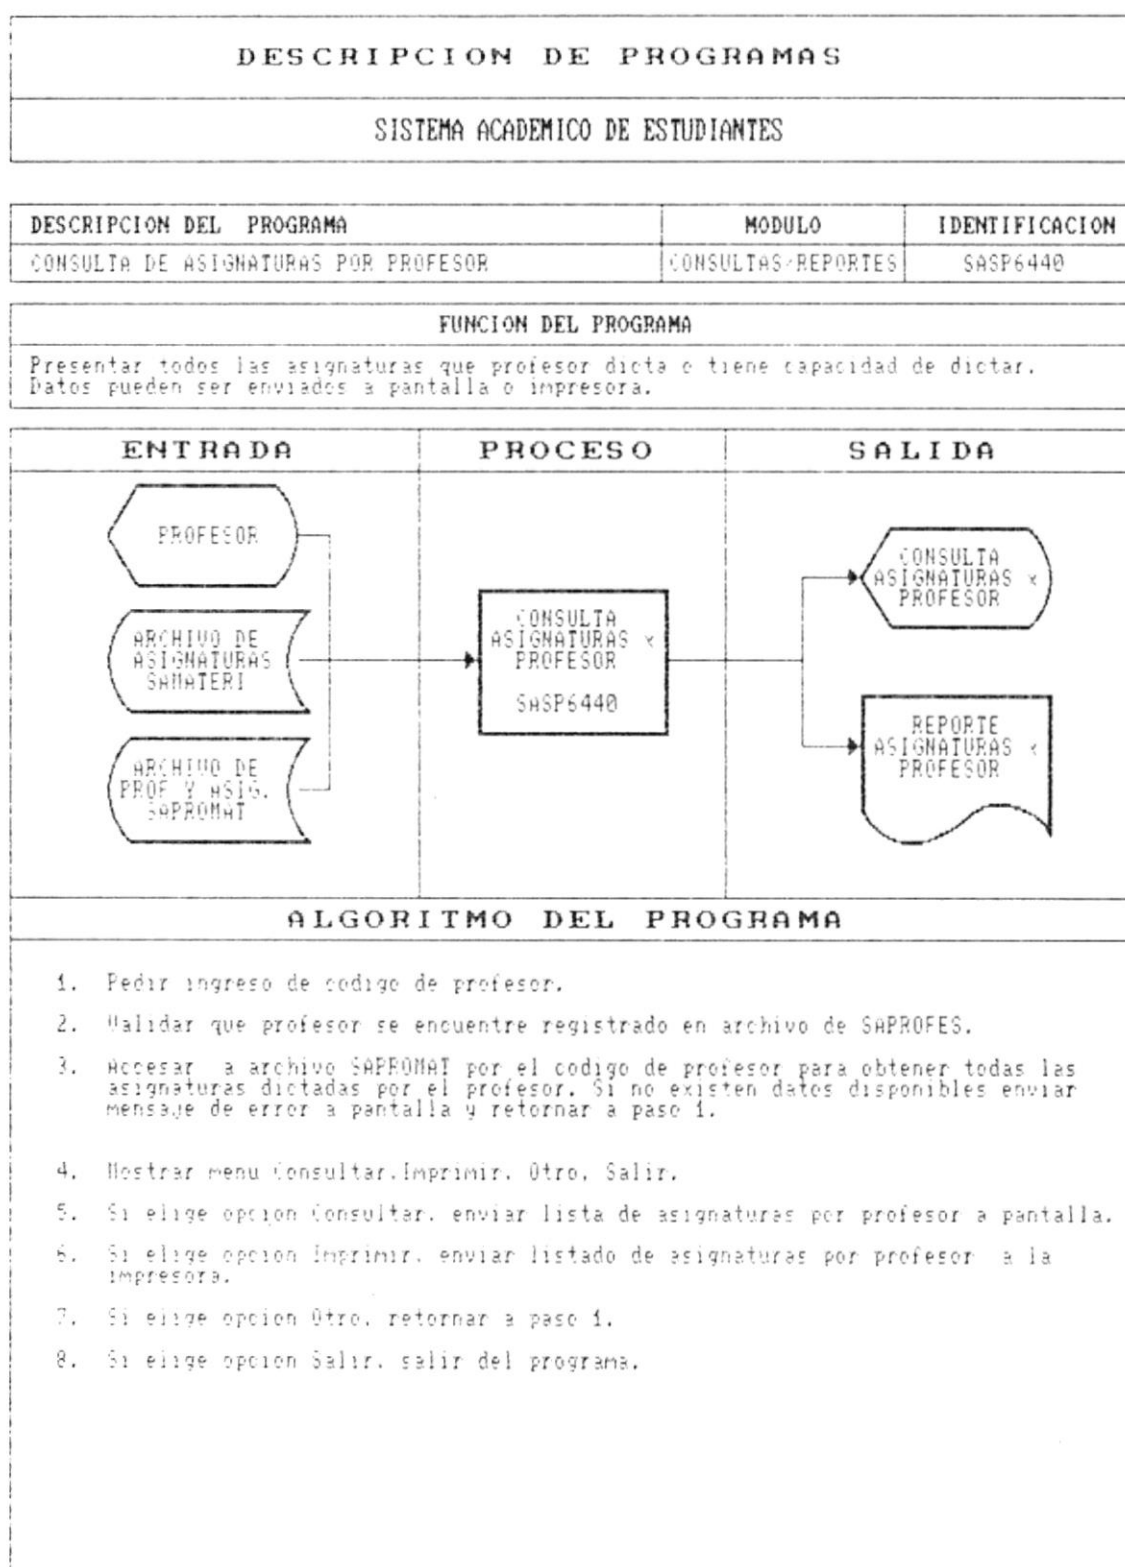 DESCRIPCION DE PROGRAMAS
SISTEMA ACADEMICO DE ESTUDIANTES
DESCRIPCION DEL PROGRAMA MODULO IDENTIFICACION
CONSULTA DE ASIGNATURAS POR PROFESOR CONSULTAS/REPORTES SASP6440
FUNCION DEL PROGRAMA
Presentar todos las asignaturas que profesor dicta o tiene capacidad de dictar.
Datos pueden ser enviados a pantalla o impresora.
ENTRADA PROCESO SALIDA
PROFESOR
ARCHIVO DE
ASIGNATURAS
SAMATERI
ARCHIVO DE
PROF Y ASIG.
SAPROMAT
CONSULTA
ASIGNATURAS x
PROFESOR
SASP6440
CONSULTA
ASIGNATURAS x
PROFESOR
REPORTE
ASIGNATURAS x
PROFESOR
ALGORITMO DEL PROGRAMA
1. Pedir ingreso de codigo de profesor.
2. Validar que profesor se encuentre registrado en archivo de SAPROFES.
3. Accesar a archivo SAPROMAT por el codigo de profesor para obtener todas las
asignaturas dictadas por el profesor. Si no existen datos disponibles enviar
mensaje de error a pantalla y retornar a paso 1.
4. Mostrar menu Consultar.Imprimir. Otro. Salir.
5. Si elige opcion Consultar. enviar lista de asignaturas por profesor a pantalla.
6. Si elige opcion Imprimir. enviar listado de asignaturas por profesor a la
impresora.
7. Si elige opcion Otro. retornar a paso 1.
8. Si elige opcion Salir. salir del programa.